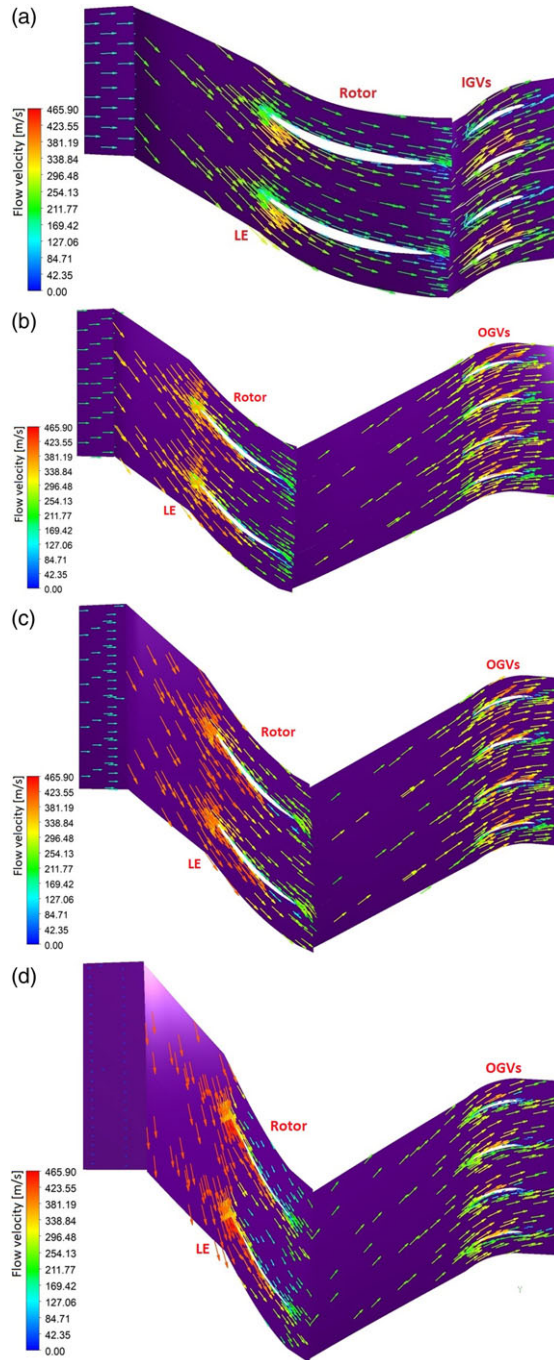 (a)
Rotor
IGVs
LE
Flow velocity [m/s]
465.90
423.55
381.19
338.84
296.48
254.13
211.77
169.42
127.06
84.71
42.35
0.00
(b)
OGVs
Rotor
LE
Flow velocity [m/s]
465.90
423.55
381.19
338.84
296.48
254.13
211.77
169.42
127.06
84.71
42.35
0.00
(c)
OGVs
Rotor
LE
Flow velocity [m/s]
465.90
423.55
381.19
338.84
296.48
254.13
211.77
169.42
127.06
84.71
42.35
0.00
(d)
OGVs
Rotor
LE
Flow velocity [m/s]
465.90
423.55
381.19
338.84
296.48
254.13
211.77
169.42
127.06
84.71
42.35
0.00
Y